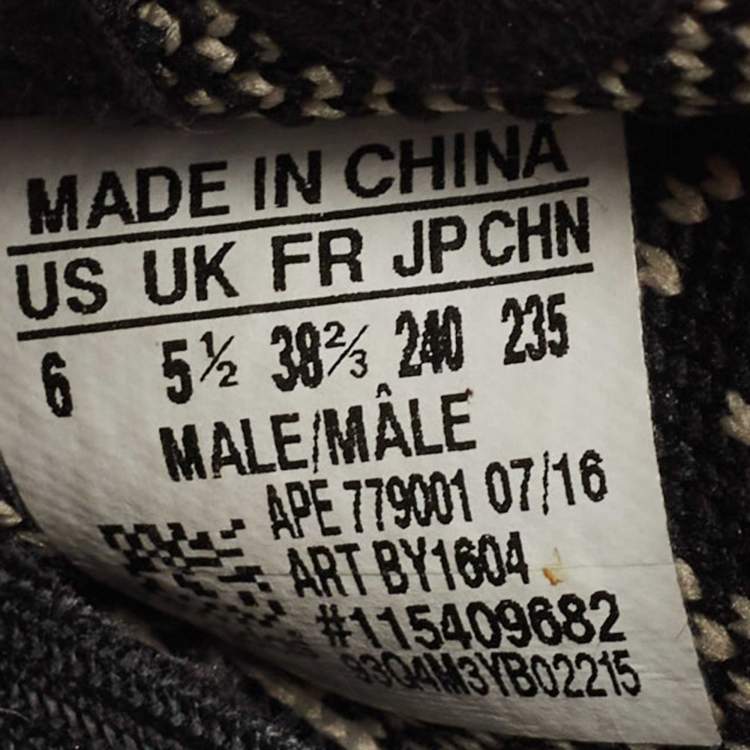 MADE IN CHINA
US UK FR JP CHN
6 5½ 38⅔ 240 235
MALE/MÂLE
APE 779001 07/16
ART BY1604
#115409682
93Q4M3YB02215